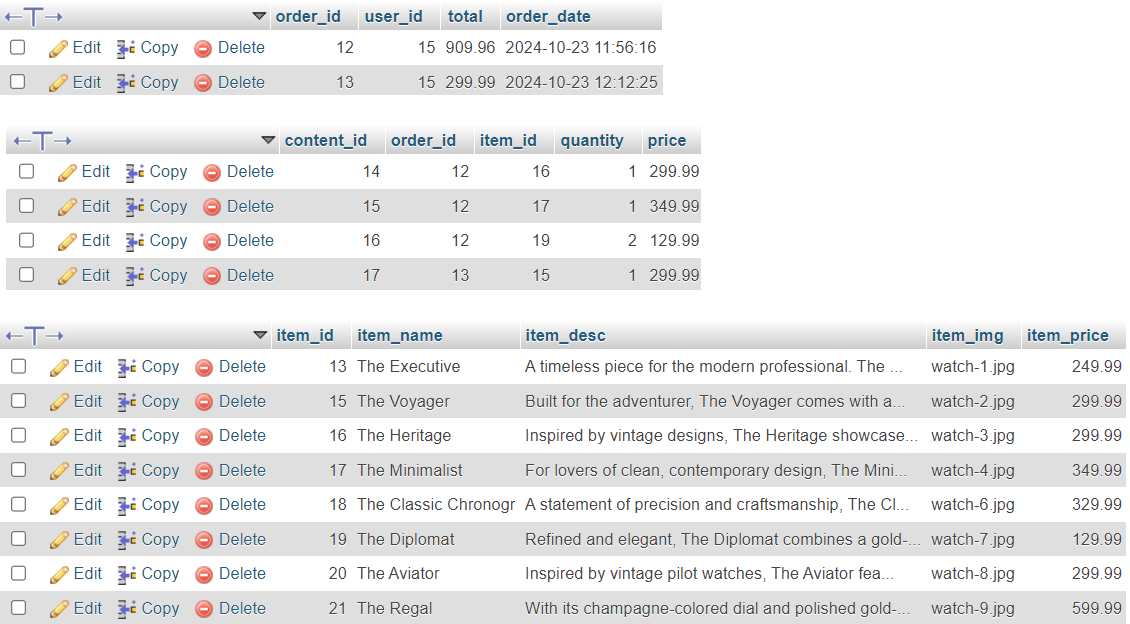 ←T→ order_id user_id total order_date
Edit Copy Delete 12 15 909.96 2024-10-23 11:56:16
Edit Copy Delete 13 15 299.99 2024-10-23 12:12:25
←T→ content_id order_id item_id quantity price
Edit Copy Delete 14 12 16 1 299.99
Edit Copy Delete 15 12 17 1 349.99
Edit Copy Delete 16 12 19 2 129.99
Edit Copy Delete 17 13 15 1 299.99
←T→ item_id item_name item_desc item_img item_price
Edit Copy Delete 13 The Executive A timeless piece for the modern professional. The ... watch-1.jpg 249.99
Edit Copy Delete 15 The Voyager Built for the adventurer, The Voyager comes with a... watch-2.jpg 299.99
Edit Copy Delete 16 The Heritage Inspired by vintage designs, The Heritage showcase... watch-3.jpg 299.99
Edit Copy Delete 17 The Minimalist For lovers of clean, contemporary design, The Mini... watch-4.jpg 349.99
Edit Copy Delete 18 The Classic Chronogr A statement of precision and craftsmanship, The Cl... watch-6.jpg 329.99
Edit Copy Delete 19 The Diplomat Refined and elegant, The Diplomat combines a gold-... watch-7.jpg 129.99
Edit Copy Delete 20 The Aviator Inspired by vintage pilot watches, The Aviator fea... watch-8.jpg 299.99
Edit Copy Delete 21 The Regal With its champagne-colored dial and polished gold-... watch-9.jpg 599.99